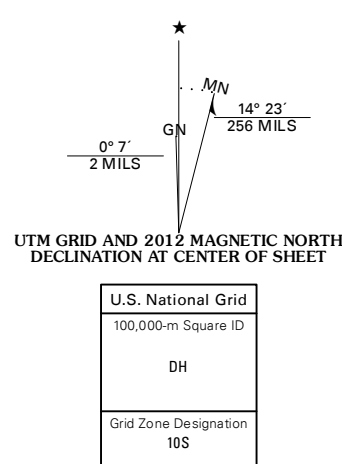 ★
MN
GN
14° 23´
256 MILS
0° 7´
2 MILS
UTM GRID AND 2012 MAGNETIC NORTH
DECLINATION AT CENTER OF SHEET
U.S. National Grid
100,000-m Square ID
DH
Grid Zone Designation
10S